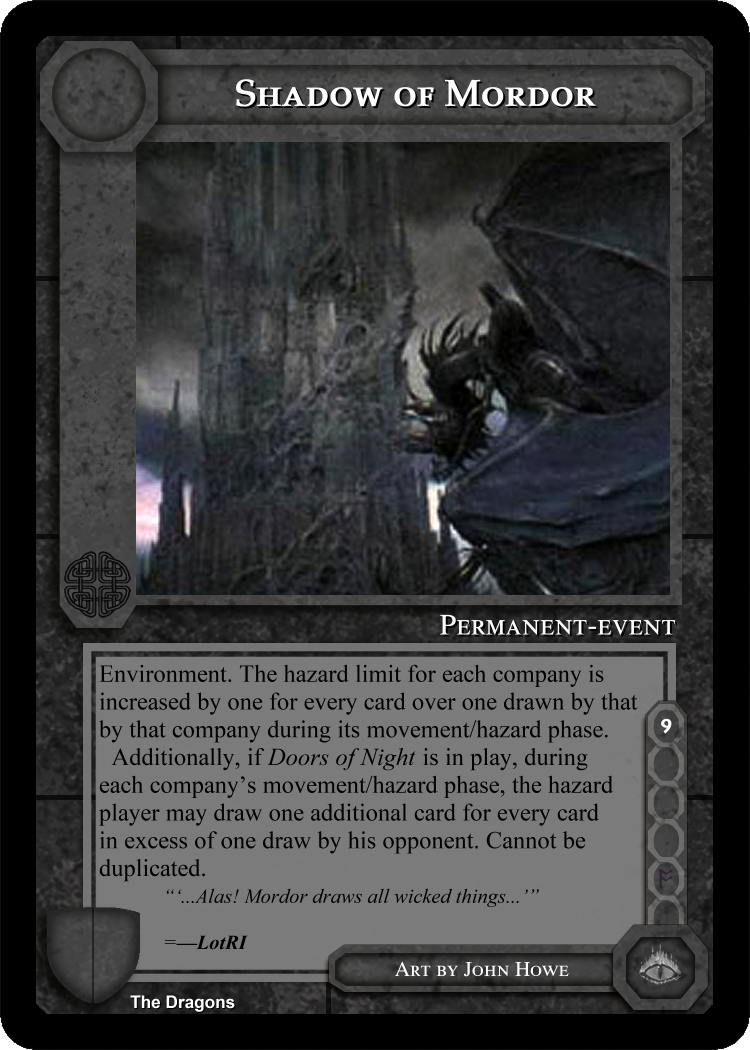 Shadow of Mordor
Permanent-event
Environment. The hazard limit for each company is
increased by one for every card over one drawn by that
by that company during its movement/hazard phase.
Additionally, if Doors of Night is in play, during
each company's movement/hazard phase, the hazard
player may draw one additional card for every card
in excess of one draw by his opponent. Cannot be
duplicated.
9
“‘...Alas! Mordor draws all wicked things...’”
=—LotRI
Art by John Howe
The Dragons